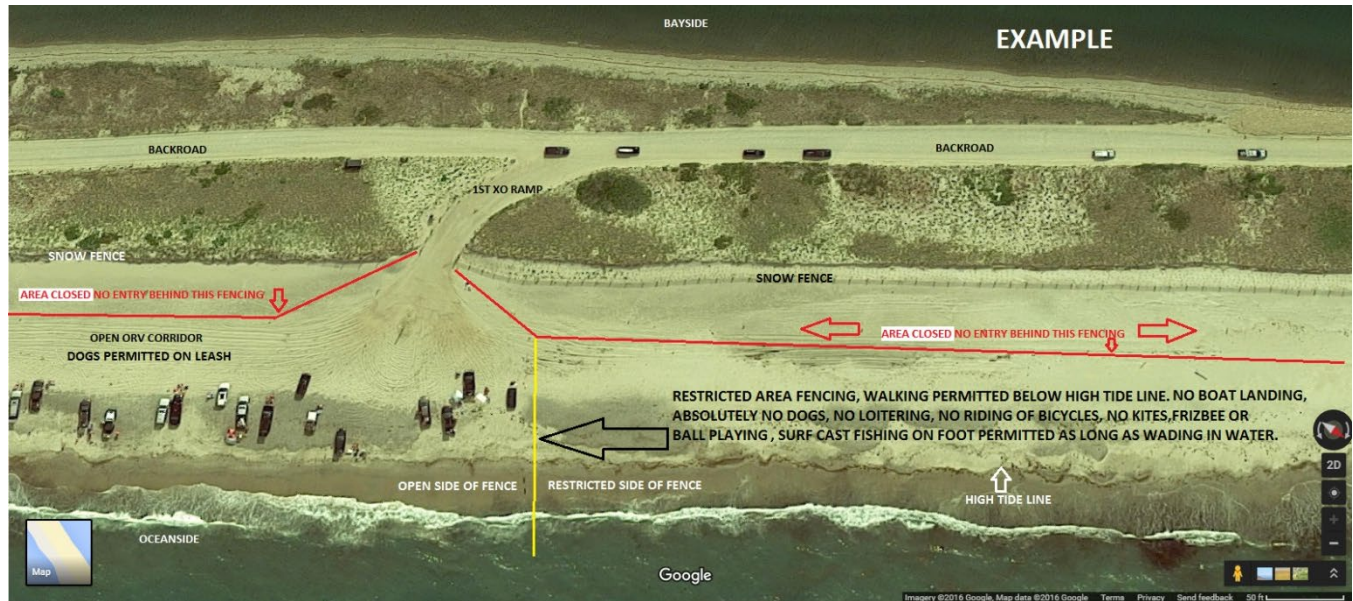 BAYSIDE
EXAMPLE
BACKROAD
BACKROAD
1ST XO RAMP
SNOW FENCE
SNOW FENCE
AREA CLOSED NO ENTRY BEHIND THIS FENCING
AREA CLOSED NO ENTRY BEHIND THIS FENCING
OPEN ORV CORRIDOR
DOGS PERMITTED ON LEASH
RESTRICTED AREA FENCING, WALKING PERMITTED BELOW HIGH TIDE LINE. NO BOAT LANDING,
ABSOLUTELY NO DOGS, NO LOITERING, NO RIDING OF BICYCLES, NO KITES,FRIZBEE OR
BALL PLAYING , SURF CAST FISHING ON FOOT PERMITTED AS LONG AS WADING IN WATER.
2D
OPEN SIDE OF FENCE
RESTRICTED SIDE OF FENCE
HIGH TIDE LINE
OCEANSIDE
Map
Google
Imagery ©2016 Google, Map data ©2016 Google Terms Privacy Send feedback 50 ft